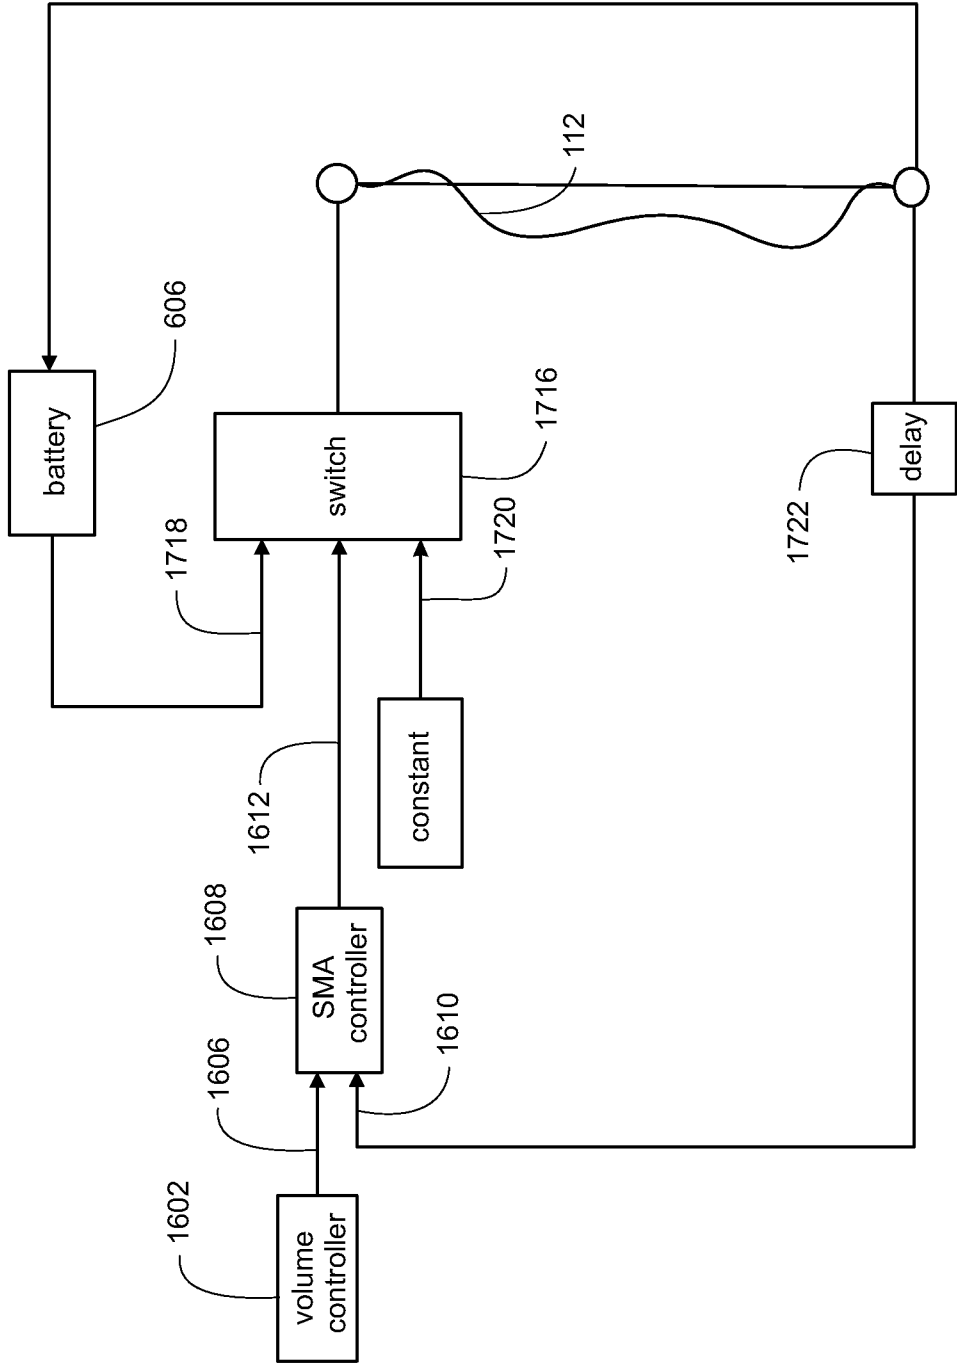 volume
controller
1602
1606
SMA
controller
1608
1610
1612
constant
1720
1718
battery
606
switch
1716
112
delay
1722